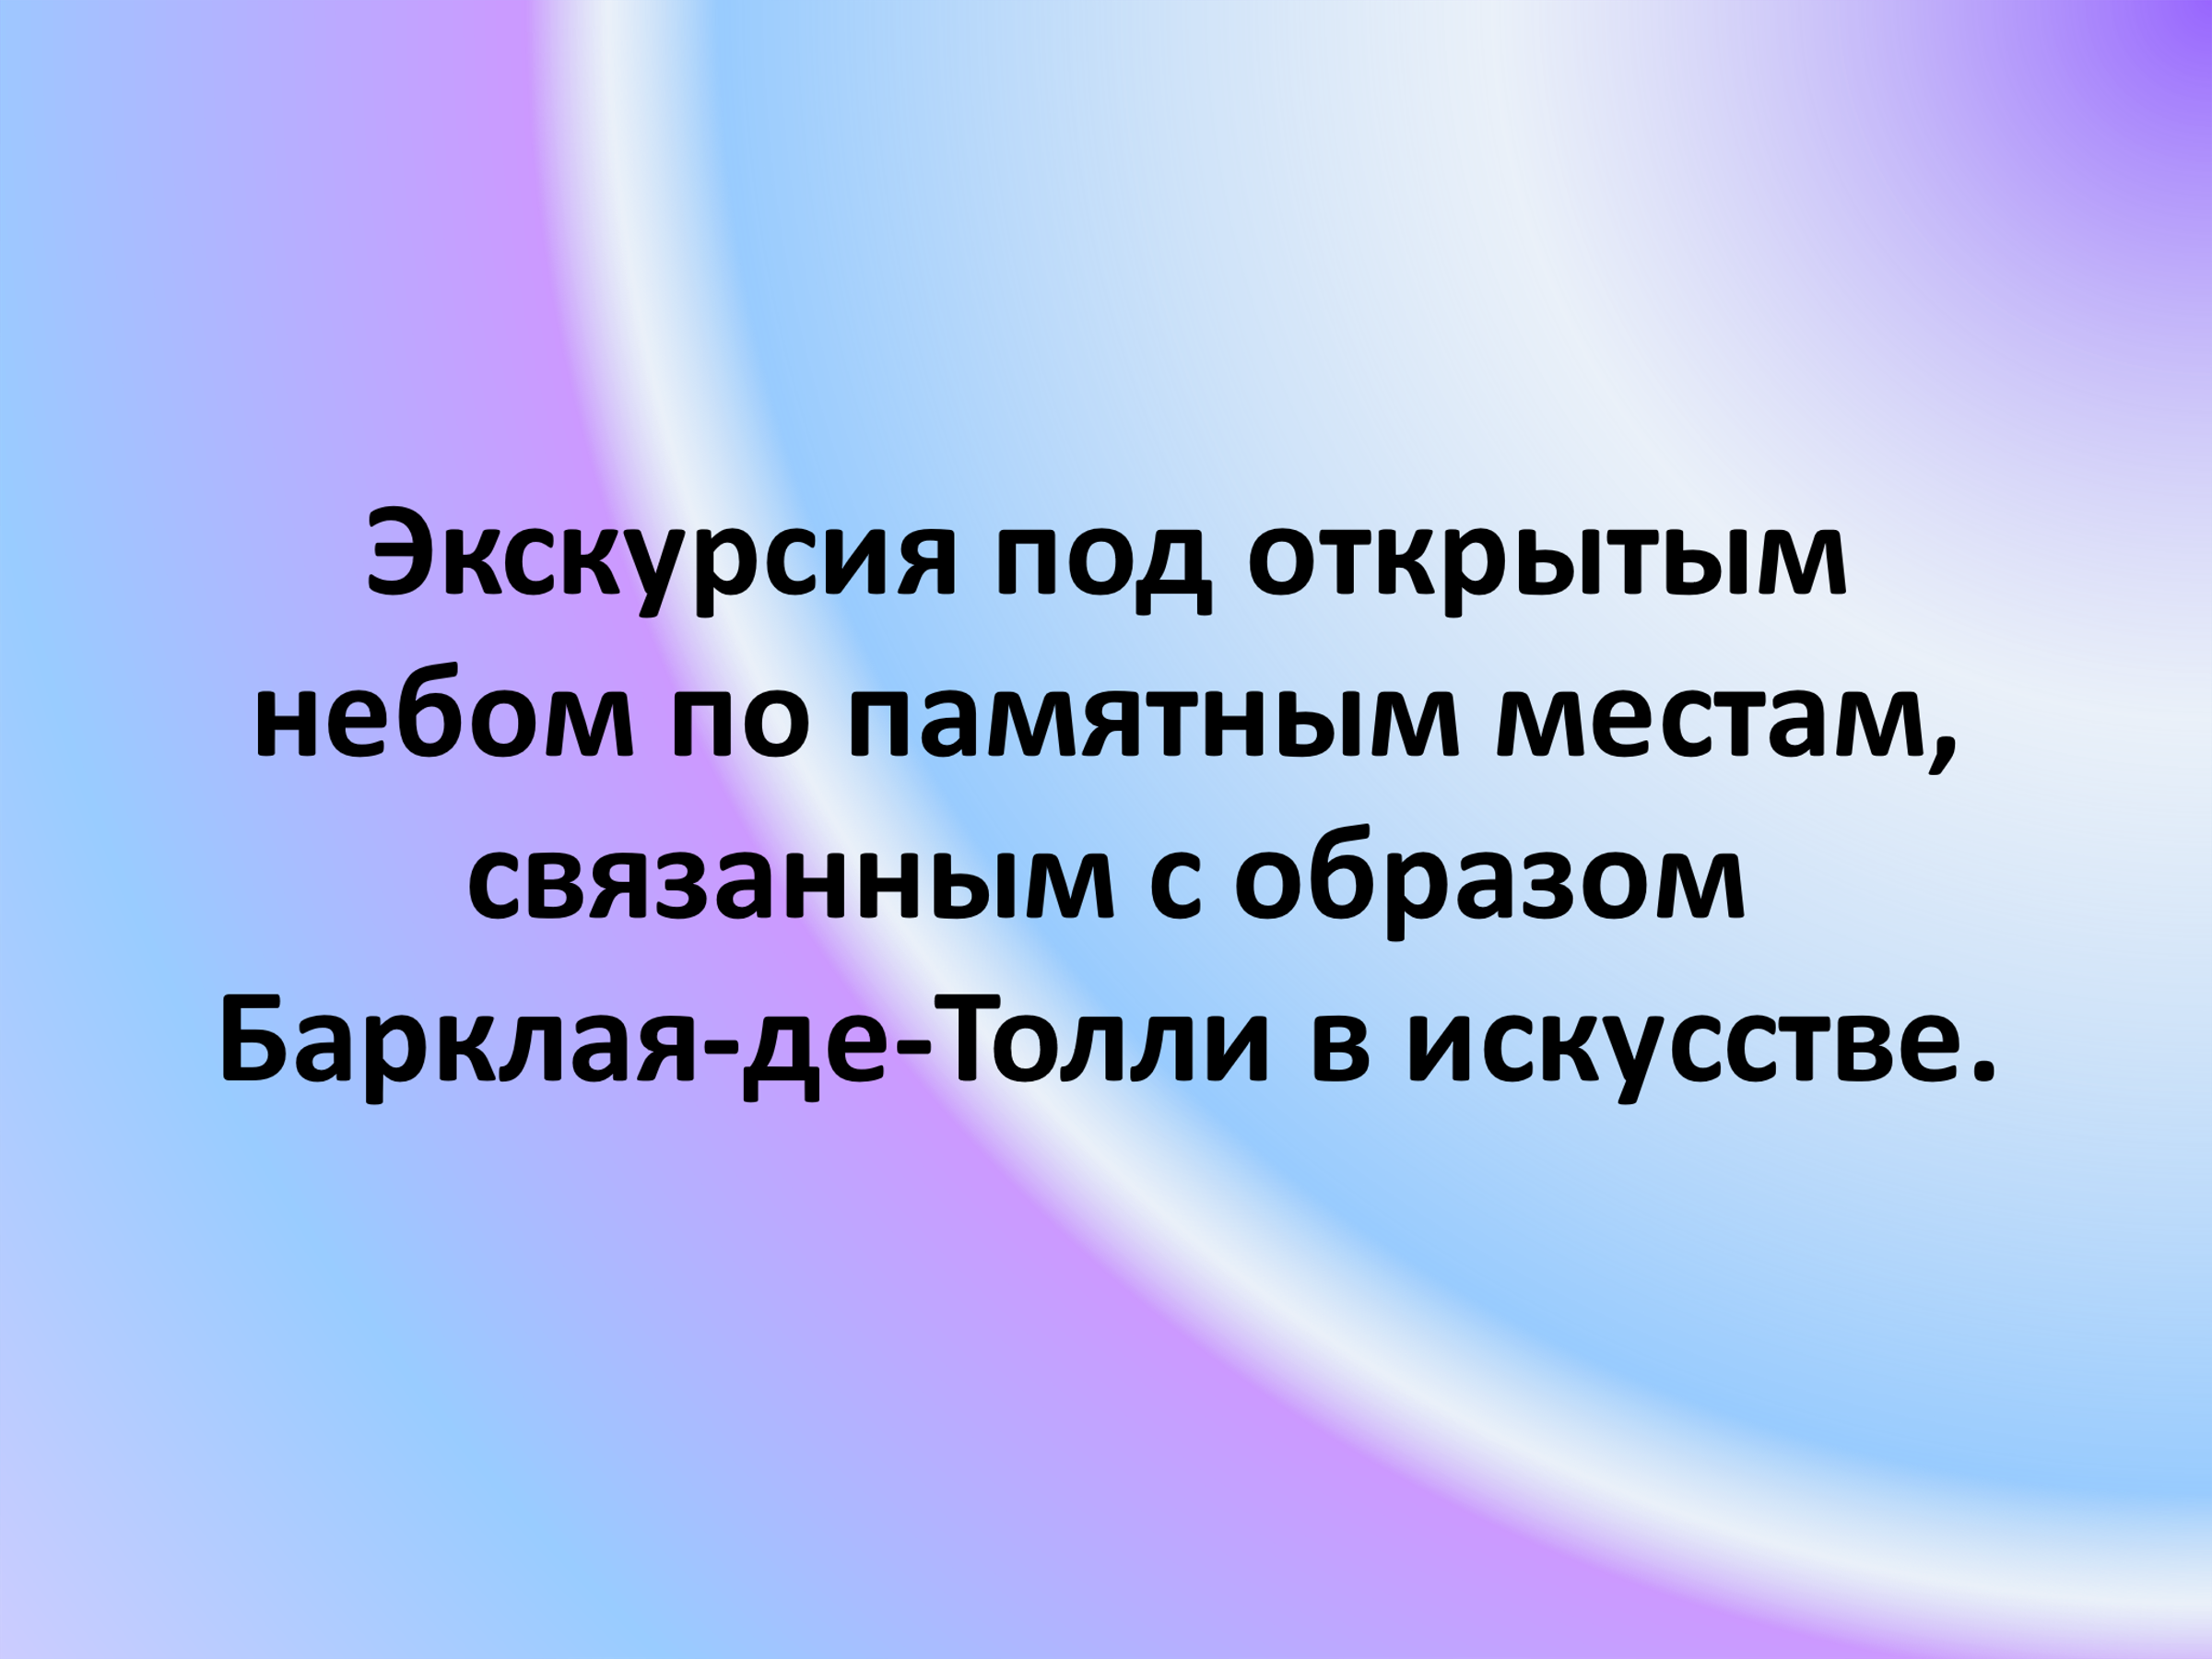 Экскурсия под открытым
небом по памятным местам,
связанным с образом
Барклая-де-Толли в искусстве.